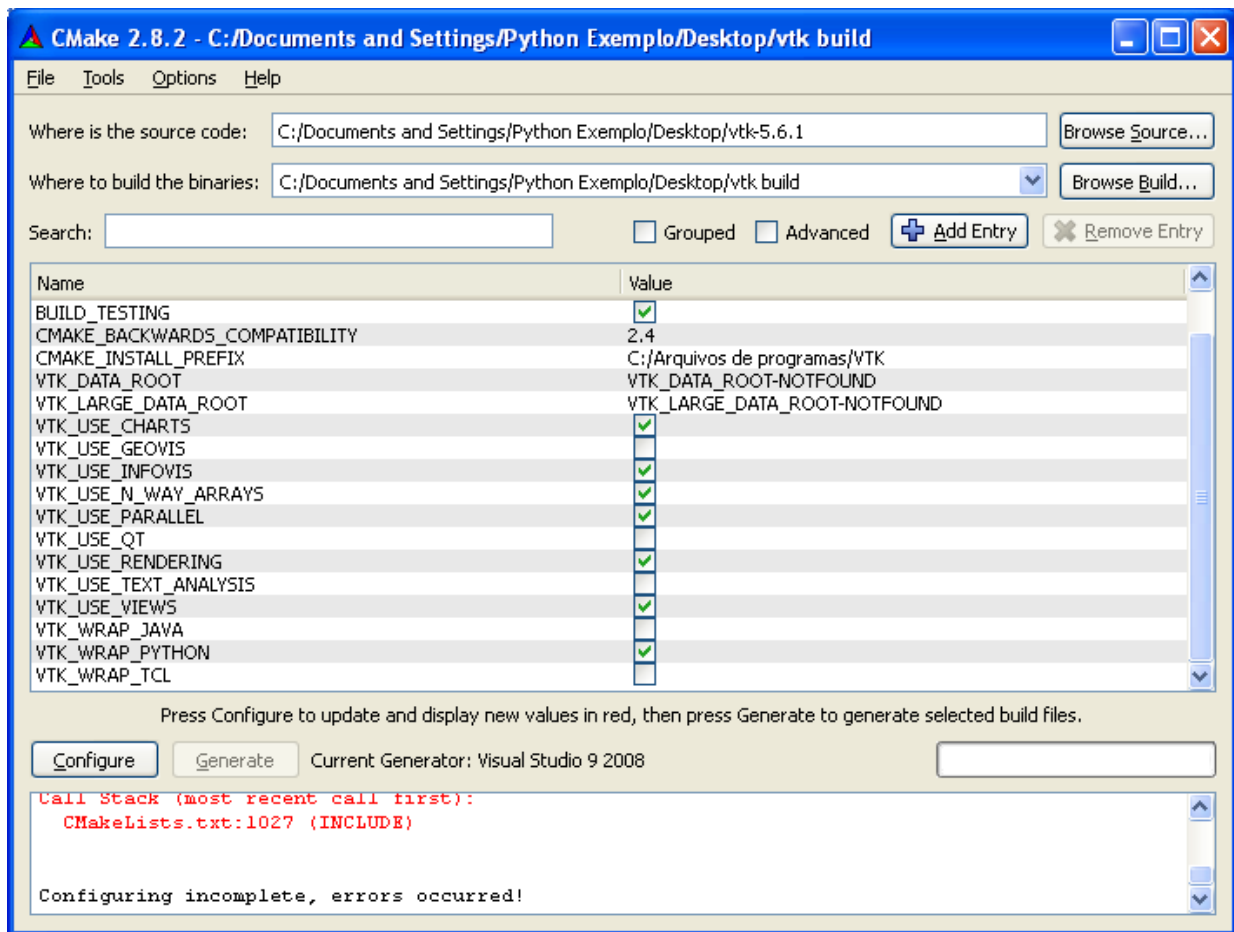 CMake 2.8.2 - C:/Documents and Settings/Python Exemplo/Desktop/vtk build
File Tools Options Help
Where is the source code: C:/Documents and Settings/Python Exemplo/Desktop/vtk-5.6.1 Browse Source...
Where to build the binaries: C:/Documents and Settings/Python Exemplo/Desktop/vtk build Browse Build...
Search: Grouped Advanced Add Entry Remove Entry
Name Value
BUILD_TESTING
CMAKE_BACKWARDS_COMPATIBILITY 2.4
CMAKE_INSTALL_PREFIX C:/Arquivos de programas/VTK
VTK_DATA_ROOT VTK_DATA_ROOT-NOTFOUND
VTK_LARGE_DATA_ROOT VTK_LARGE_DATA_ROOT-NOTFOUND
VTK_USE_CHARTS
VTK_USE_GEOVIS
VTK_USE_INFOVIS
VTK_USE_N_WAY_ARRAYS
VTK_USE_PARALLEL
VTK_USE_QT
VTK_USE_RENDERING
VTK_USE_TEXT_ANALYSIS
VTK_USE_VIEWS
VTK_WRAP_JAVA
VTK_WRAP_PYTHON
VTK_WRAP_TCL
Press Configure to update and display new values in red, then press Generate to generate selected build files.
Configure Generate Current Generator: Visual Studio 9 2008
Call Stack (most recent call first):
CMakeLists.txt:1027 (INCLUDE)
Configuring incomplete, errors occurred!